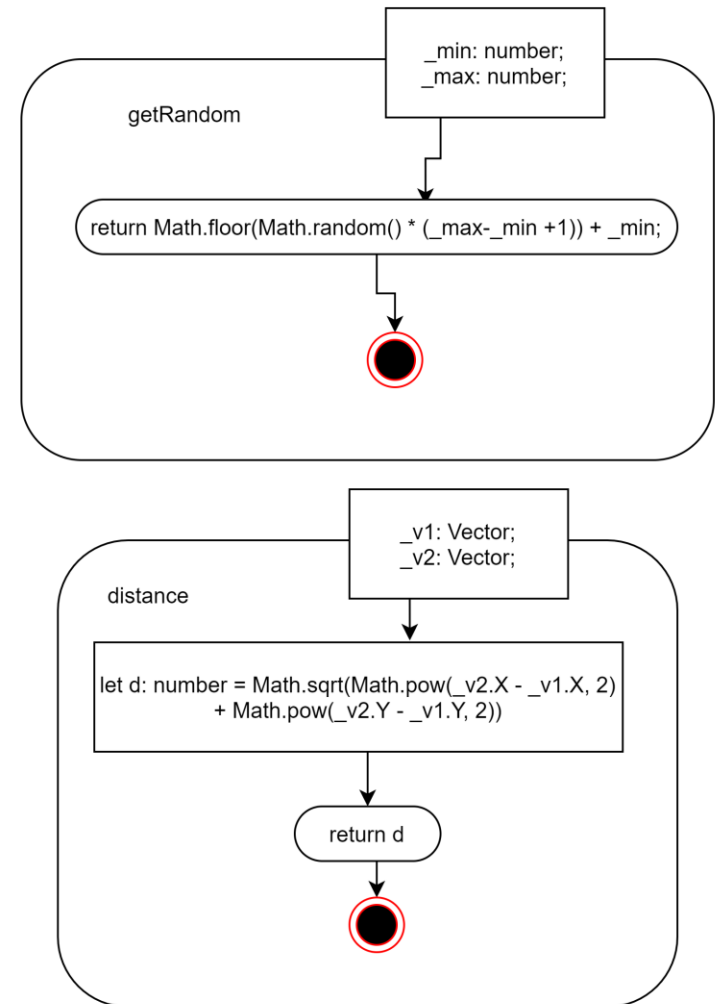 _min: number;
_max: number;
getRandom
return Math.floor(Math.random() * (_max-_min +1)) + _min;
_v1: Vector;
_v2: Vector;
distance
let d: number = Math.sqrt(Math.pow(_v2.X - _v1.X, 2)
+ Math.pow(_v2.Y - _v1.Y, 2))
return d